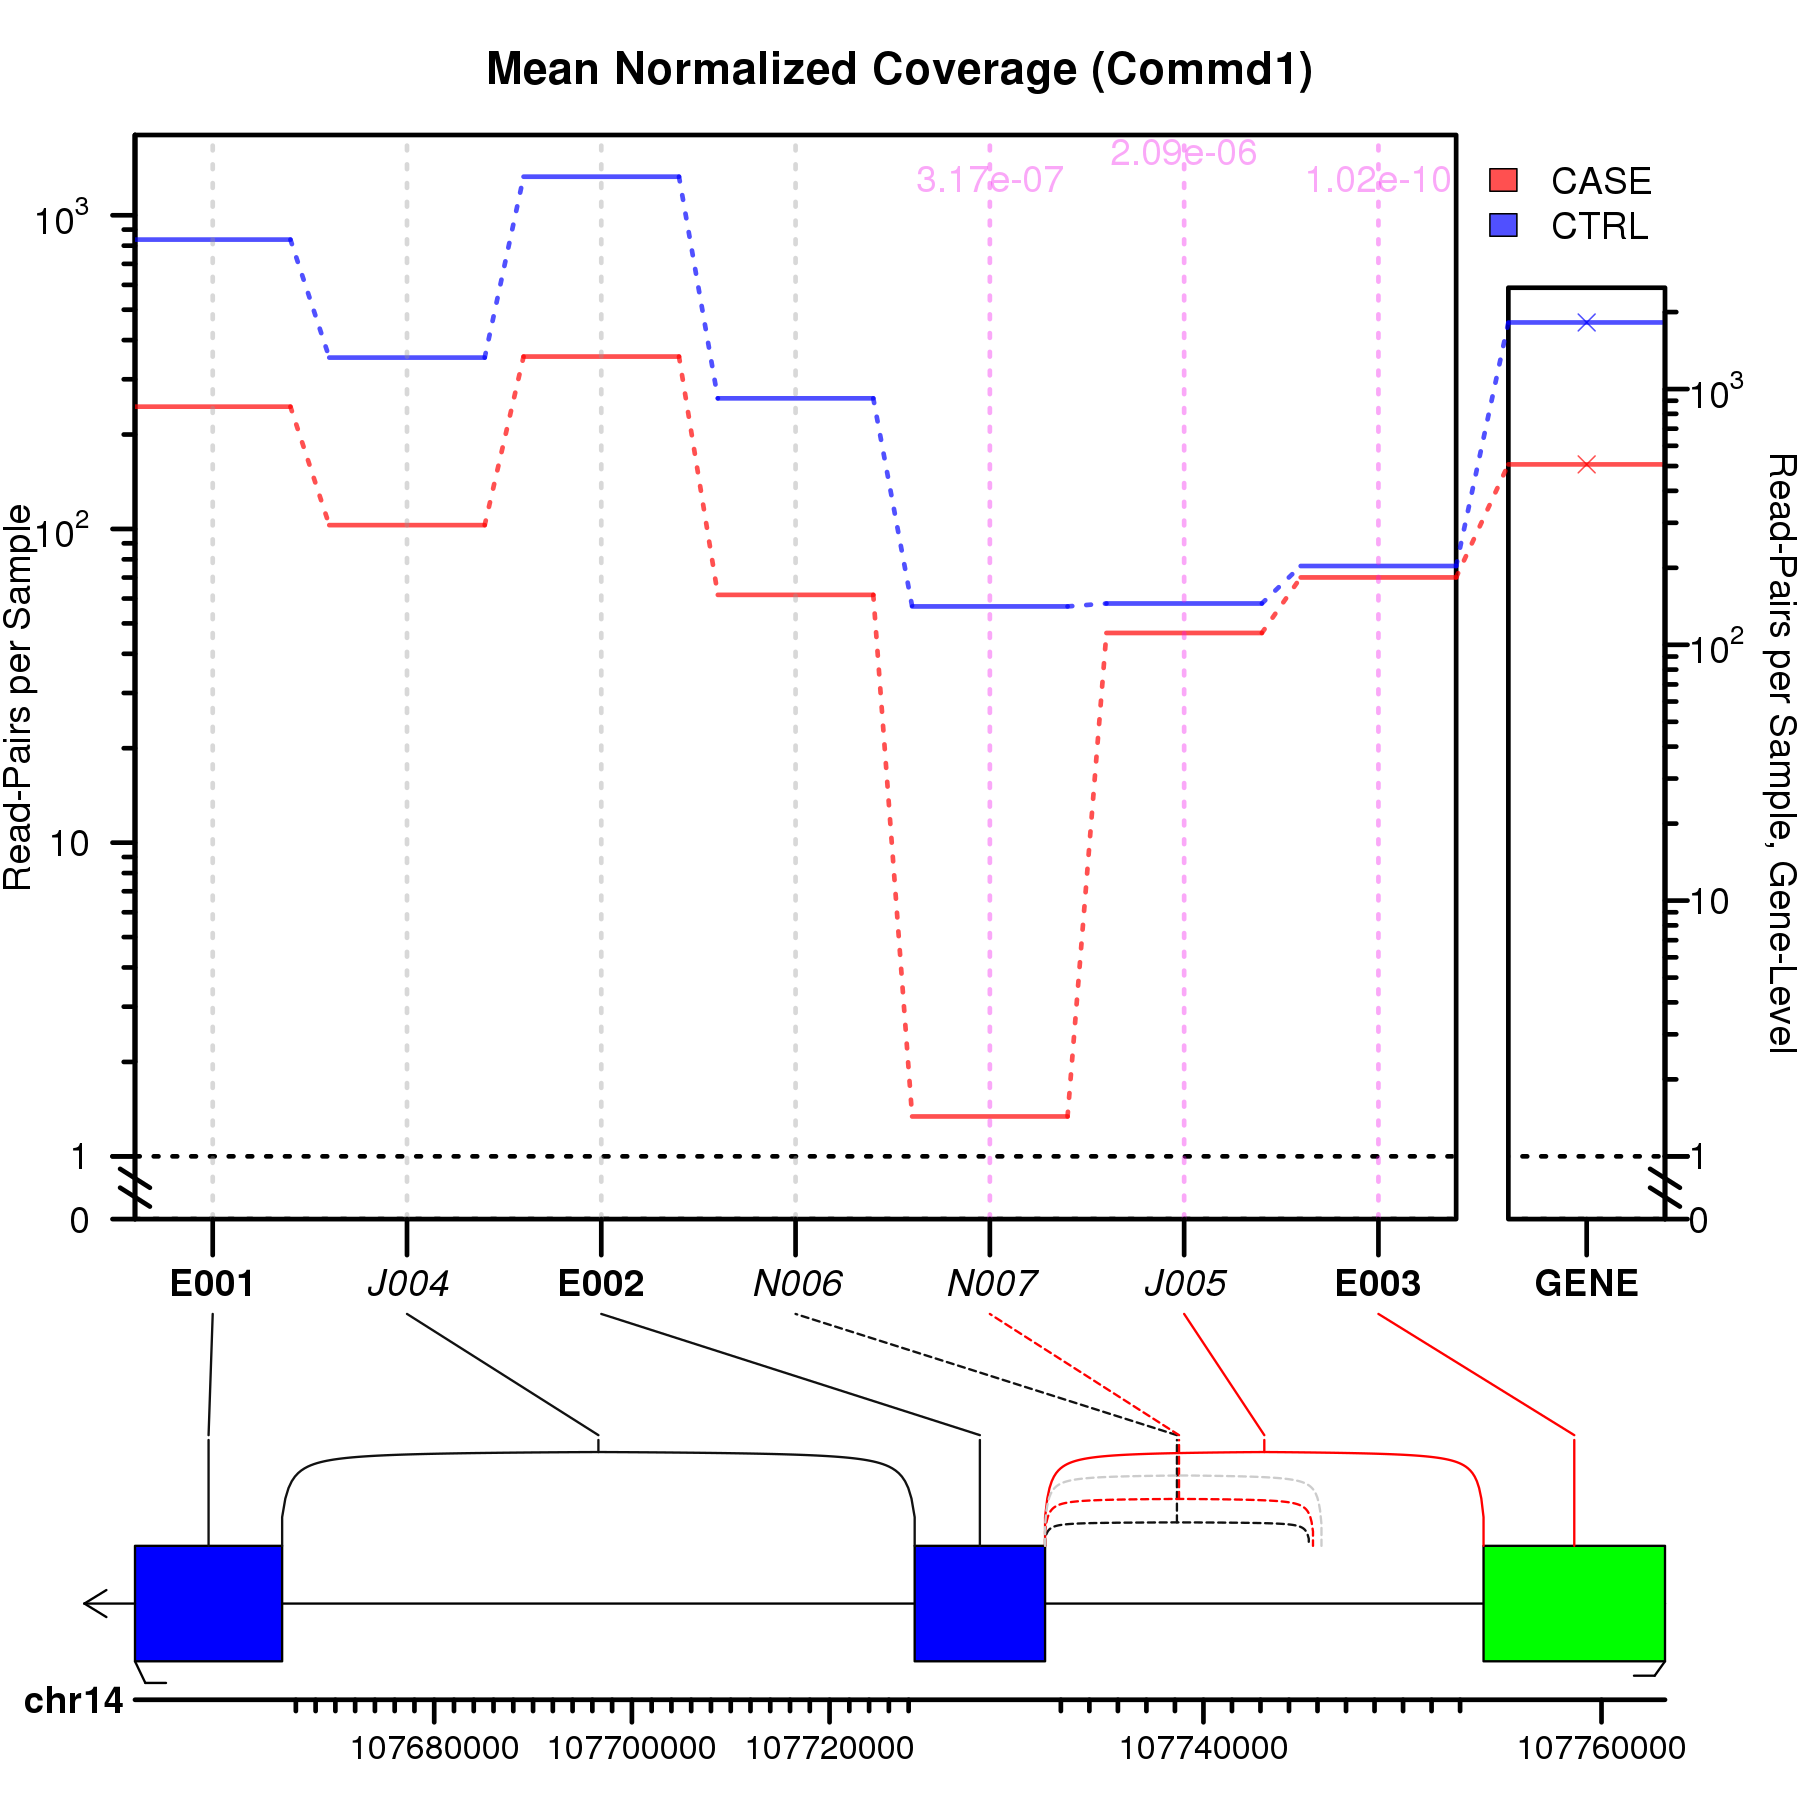 Mean Normalized Coverage (Commd1)
3.17e-07
2.09e-06
1.02e-10
CASE
CTRL
Read-Pairs per Sample
10³
10²
10
1
0
10³
10²
10
1
0
Read-Pairs per Sample, Gene-Level
E001 J004 E002 N006 N007 J005 E003 GENE
chr14
107680000 107700000 107720000 107740000 107760000